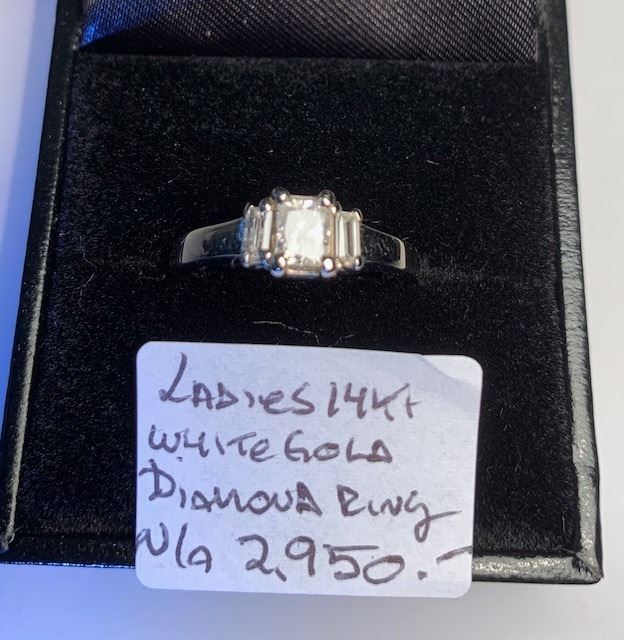 LADIES 14Kt
WHITE GOLD
DIAMOND RING
N/A 2,950.-